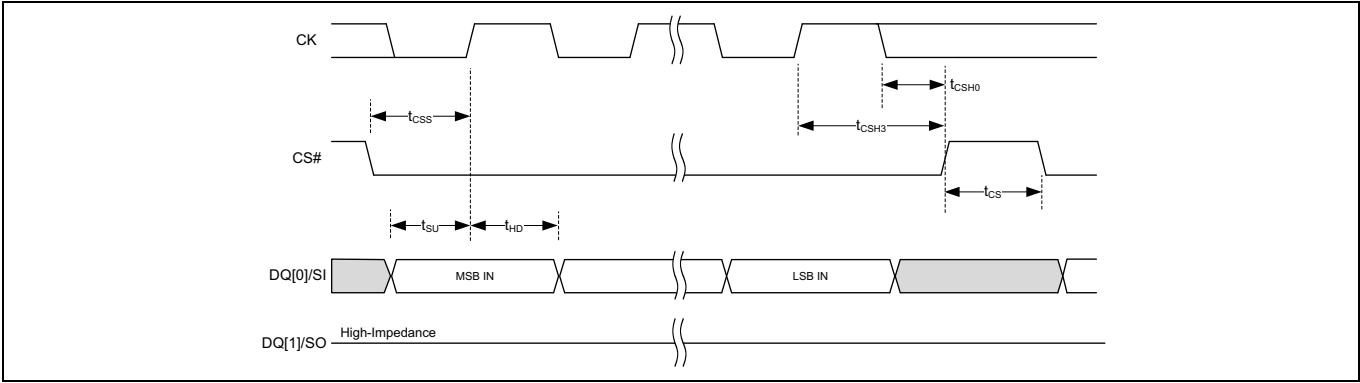 CK
tCSH0
tCSS
tCSH3
CS#
tCS
tSU
tHD
DQ[0]/SI
MSB IN
LSB IN
High-Impedance
DQ[1]/SO